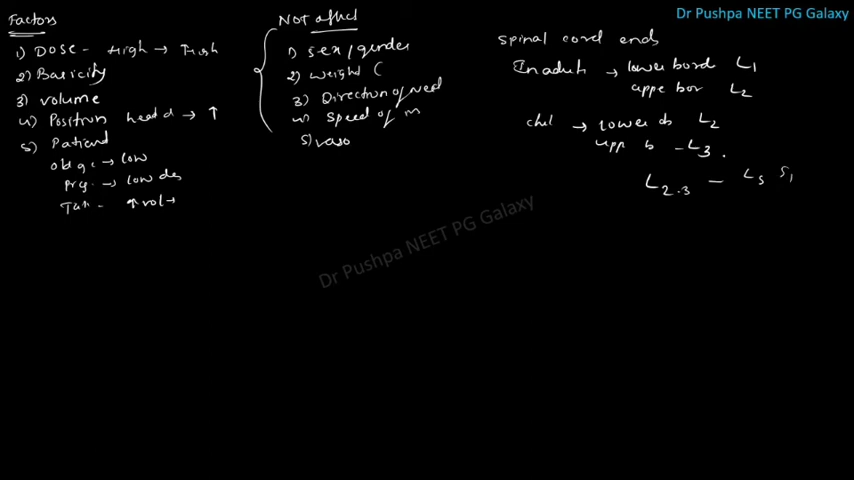 Dr Pushpa NEET PG Galaxy
Factors
1) DOSE - High → High
2) Baricity
3) volume
4) Position head d → ↑
5) Patient
old age → low
Preg. → low dos
Tall - ↑ vol →
Not affect
1) sex/gender
2) weight (
3) Direction of need
4) Speed of in
5) vaso
spinal cord ends
In adult → lower bord L1
uppe bor L2
chil → lower b L2
upp b - L3.
L2-3 - L5 S1
Dr Pushpa NEET PG Galaxy